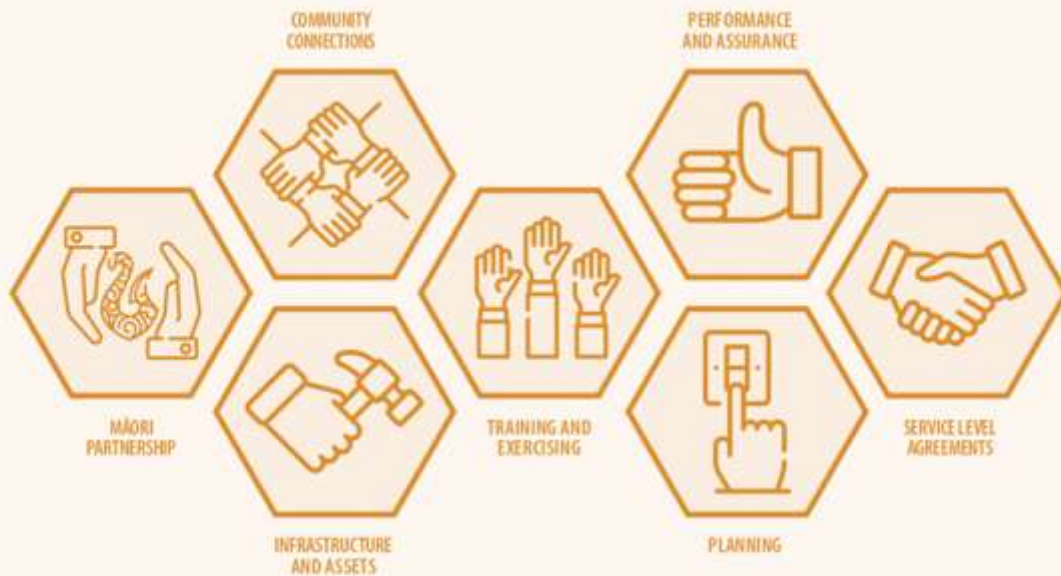 COMMUNITY
CONNECTIONS
PERFORMANCE
AND ASSURANCE
MĀORI
PARTNERSHIP
TRAINING AND
EXERCISING
SERVICE LEVEL
AGREEMENTS
INFRASTRUCTURE
AND ASSETS
PLANNING